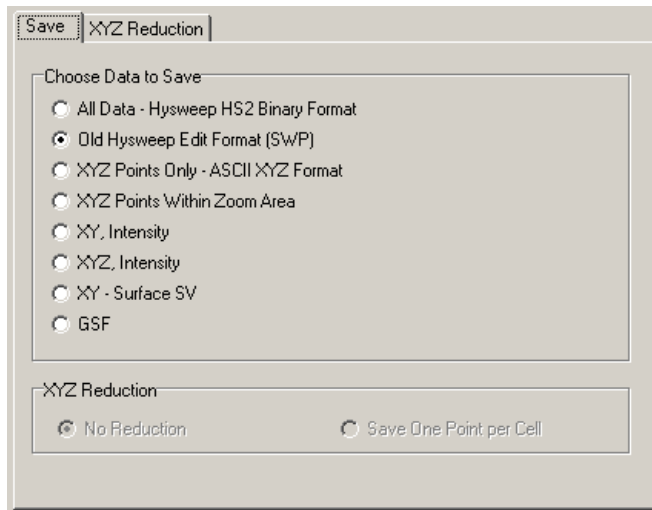 Save XYZ Reduction
Choose Data to Save
All Data - Hysweep HS2 Binary Format
Old Hysweep Edit Format (SWP)
XYZ Points Only - ASCII XYZ Format
XYZ Points Within Zoom Area
XY, Intensity
XYZ, Intensity
XY - Surface SV
GSF
XYZ Reduction
No Reduction Save One Point per Cell